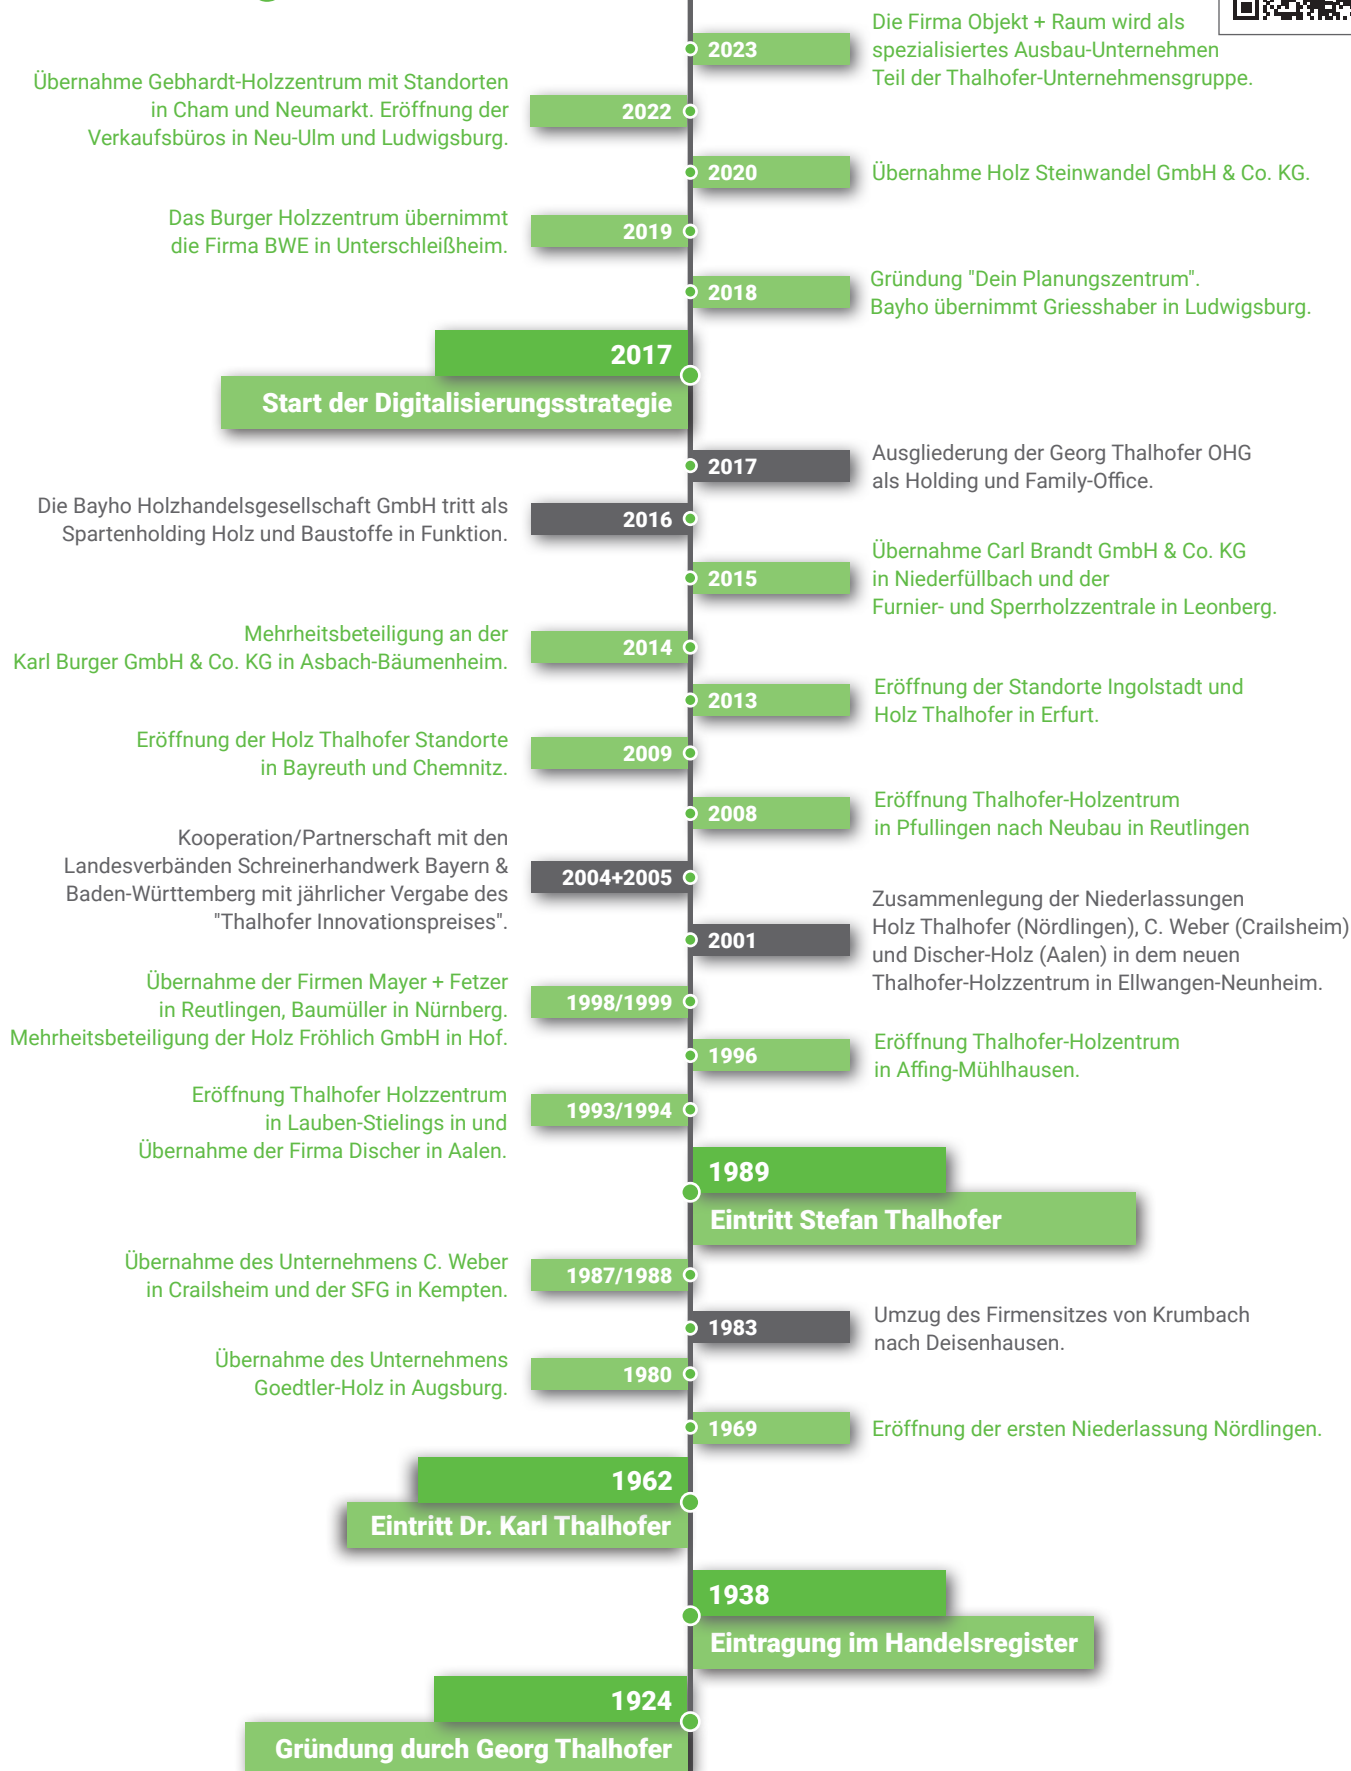 2023
Die Firma Objekt + Raum wird als
spezialisiertes Ausbau-Unternehmen
Teil der Thalhofer-Unternehmensgruppe.
Übernahme Gebhardt-Holzzentrum mit Standorten
in Cham und Neumarkt. Eröffnung der
Verkaufsbüros in Neu-Ulm und Ludwigsburg.
2022
2020
Übernahme Holz Steinwandel GmbH & Co. KG.
Das Burger Holzzentrum übernimmt
die Firma BWE in Unterschleißheim.
2019
2018
Gründung "Dein Planungszentrum".
Bayho übernimmt Griesshaber in Ludwigsburg.
2017
Start der Digitalisierungsstrategie
2017
Ausgliederung der Georg Thalhofer OHG
als Holding und Family-Office.
Die Bayho Holzhandelsgesellschaft GmbH tritt als
Spartenholding Holz und Baustoffe in Funktion.
2016
2015
Übernahme Carl Brandt GmbH & Co. KG
in Niederfüllbach und der
Furnier- und Sperrholzzentrale in Leonberg.
Mehrheitsbeteiligung an der
Karl Burger GmbH & Co. KG in Asbach-Bäumenheim.
2014
2013
Eröffnung der Standorte Ingolstadt und
Holz Thalhofer in Erfurt.
Eröffnung der Holz Thalhofer Standorte
in Bayreuth und Chemnitz.
2009
2008
Eröffnung Thalhofer-Holzentrum
in Pfullingen nach Neubau in Reutlingen
Kooperation/Partnerschaft mit den
Landesverbänden Schreinerhandwerk Bayern &
Baden-Württemberg mit jährlicher Vergabe des
"Thalhofer Innovationspreises".
2004+2005
2001
Zusammenlegung der Niederlassungen
Holz Thalhofer (Nördlingen), C. Weber (Crailsheim)
und Discher-Holz (Aalen) in dem neuen
Thalhofer-Holzzentrum in Ellwangen-Neunheim.
Übernahme der Firmen Mayer + Fetzer
in Reutlingen, Baumüller in Nürnberg.
Mehrheitsbeteiligung der Holz Fröhlich GmbH in Hof.
1998/1999
1996
Eröffnung Thalhofer-Holzentrum
in Affing-Mühlhausen.
Eröffnung Thalhofer Holzzentrum
in Lauben-Stielings in und
Übernahme der Firma Discher in Aalen.
1993/1994
1989
Eintritt Stefan Thalhofer
Übernahme des Unternehmens C. Weber
in Crailsheim und der SFG in Kempten.
1987/1988
1983
Umzug des Firmensitzes von Krumbach
nach Deisenhausen.
Übernahme des Unternehmens
Goedtler-Holz in Augsburg.
1980
1969
Eröffnung der ersten Niederlassung Nördlingen.
1962
Eintritt Dr. Karl Thalhofer
1938
Eintragung im Handelsregister
1924
Gründung durch Georg Thalhofer